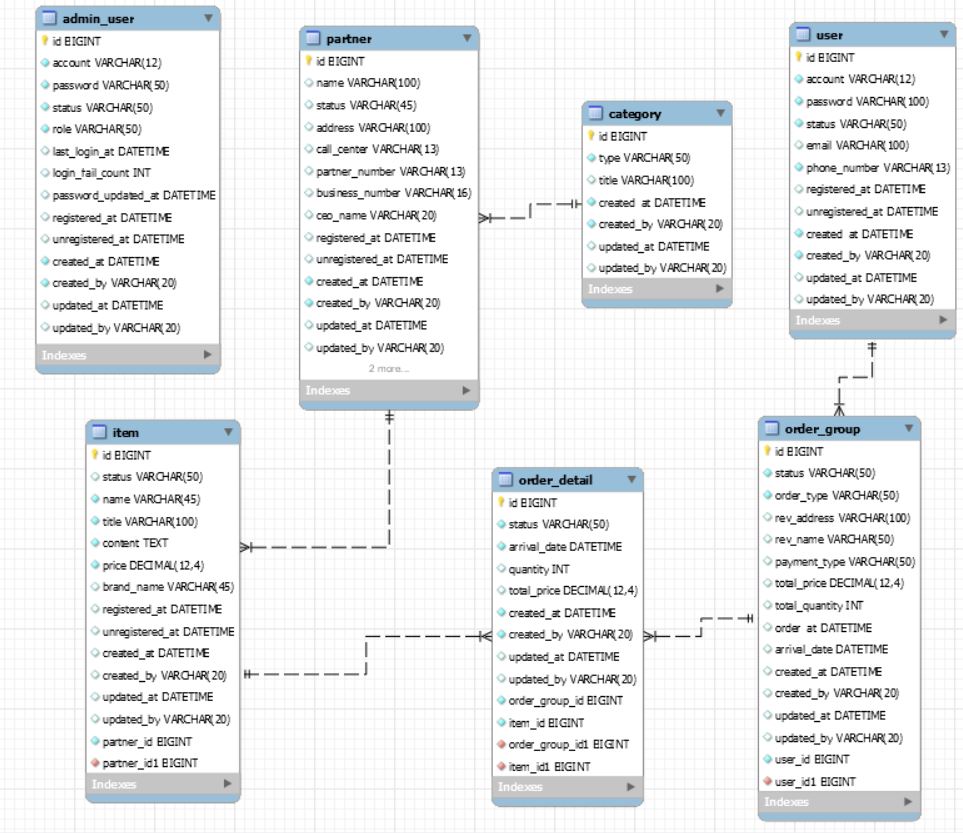 admin_user
id BIGINT
account VARCHAR(12)
password VARCHAR(50)
status VARCHAR(50)
role VARCHAR(50)
last_login_at DATETIME
login_fail_count INT
password_updated_at DATETIME
registered_at DATETIME
unregistered_at DATETIME
created_at DATETIME
created_by VARCHAR(20)
updated_at DATETIME
updated_by VARCHAR(20)
Indexes
partner
id BIGINT
name VARCHAR(100)
status VARCHAR(45)
address VARCHAR(100)
call_center VARCHAR(13)
partner_number VARCHAR(13)
business_number VARCHAR(16)
ceo_name VARCHAR(20)
registered_at DATETIME
unregistered_at DATETIME
created_at DATETIME
created_by VARCHAR(20)
updated_at DATETIME
updated_by VARCHAR(20)
2 more...
Indexes
category
id BIGINT
type VARCHAR(50)
title VARCHAR(100)
created_at DATETIME
created_by VARCHAR(20)
updated_at DATETIME
updated_by VARCHAR(20)
Indexes
user
id BIGINT
account VARCHAR(12)
password VARCHAR(100)
status VARCHAR(50)
email VARCHAR(100)
phone_number VARCHAR(13)
registered_at DATETIME
unregistered_at DATETIME
created_at DATETIME
created_by VARCHAR(20)
updated_at DATETIME
updated_by VARCHAR(20)
Indexes
item
id BIGINT
status VARCHAR(50)
name VARCHAR(45)
title VARCHAR(100)
content TEXT
price DECIMAL(12,4)
brand_name VARCHAR(45)
registered_at DATETIME
unregistered_at DATETIME
created_at DATETIME
created_by VARCHAR(20)
updated_at DATETIME
updated_by VARCHAR(20)
partner_id BIGINT
partner_id1 BIGINT
Indexes
order_detail
id BIGINT
status VARCHAR(50)
arrival_date DATETIME
quantity INT
total_price DECIMAL(12,4)
created_at DATETIME
created_by VARCHAR(20)
updated_at DATETIME
updated_by VARCHAR(20)
order_group_id BIGINT
item_id BIGINT
order_group_id1 BIGINT
item_id1 BIGINT
Indexes
order_group
id BIGINT
status VARCHAR(50)
order_type VARCHAR(50)
rev_address VARCHAR(100)
rev_name VARCHAR(50)
payment_type VARCHAR(50)
total_price DECIMAL(12,4)
total_quantity INT
order_at DATETIME
arrival_date DATETIME
created_at DATETIME
created_by VARCHAR(20)
updated_at DATETIME
updated_by VARCHAR(20)
user_id BIGINT
user_id1 BIGINT
Indexes